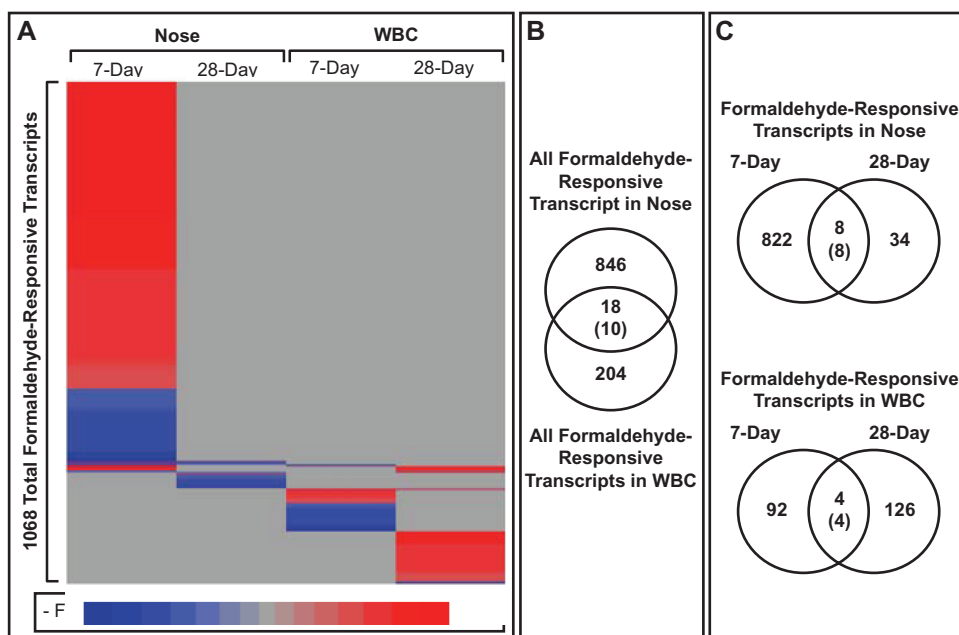 A
Nose
WBC
7-Day
28-Day
7-Day
28-Day
1068 Total Formaldehyde-Responsive Transcripts
- F
B
All Formaldehyde-
Responsive
Transcript in Nose
846
18
(10)
204
All Formaldehyde-
Responsive
Transcripts in WBC
C
Formaldehyde-Responsive
Transcripts in Nose
7-Day
28-Day
822
8
(8)
34
Formaldehyde-Responsive
Transcripts in WBC
7-Day
28-Day
92
4
(4)
126